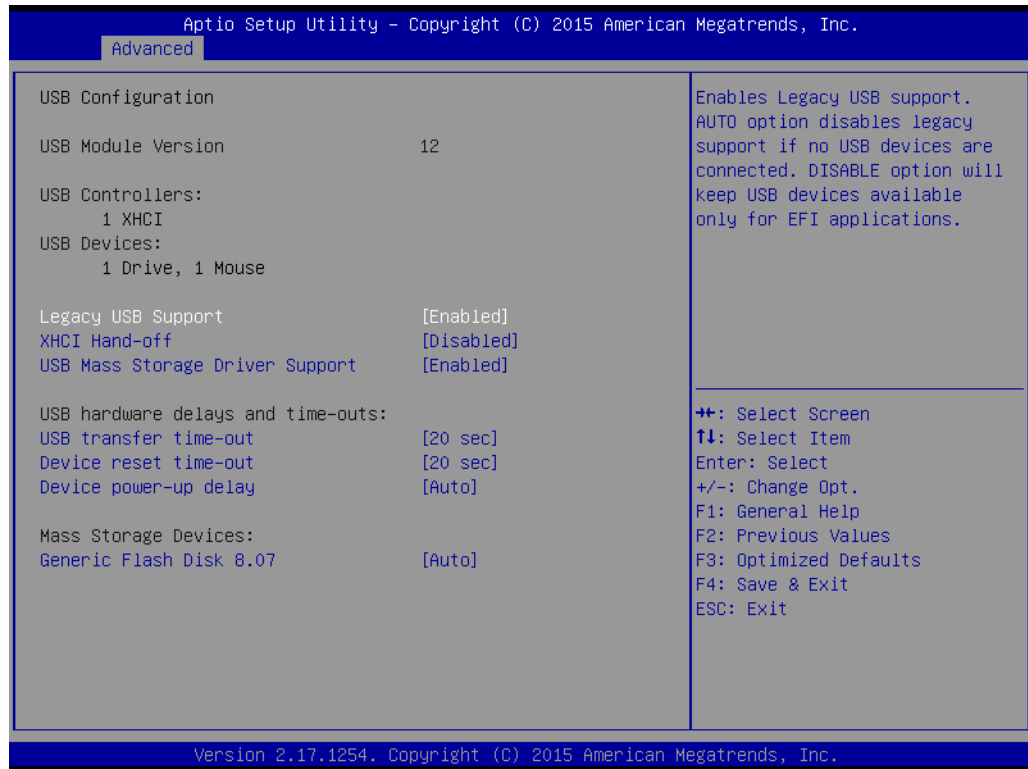 Aptio Setup Utility – Copyright (C) 2015 American Megatrends, Inc.
Advanced
USB Configuration
USB Module Version 12
USB Controllers:
1 XHCI
USB Devices:
1 Drive, 1 Mouse
Legacy USB Support [Enabled]
XHCI Hand-off [Disabled]
USB Mass Storage Driver Support [Enabled]
USB hardware delays and time-outs:
USB transfer time-out [20 sec]
Device reset time-out [20 sec]
Device power-up delay [Auto]
Mass Storage Devices:
Generic Flash Disk 8.07 [Auto]
Enables Legacy USB support.
AUTO option disables legacy
support if no USB devices are
connected. DISABLE option will
keep USB devices available
only for EFI applications.
→←: Select Screen
↑↓: Select Item
Enter: Select
+/-: Change Opt.
F1: General Help
F2: Previous Values
F3: Optimized Defaults
F4: Save & Exit
ESC: Exit
Version 2.17.1254. Copyright (C) 2015 American Megatrends, Inc.